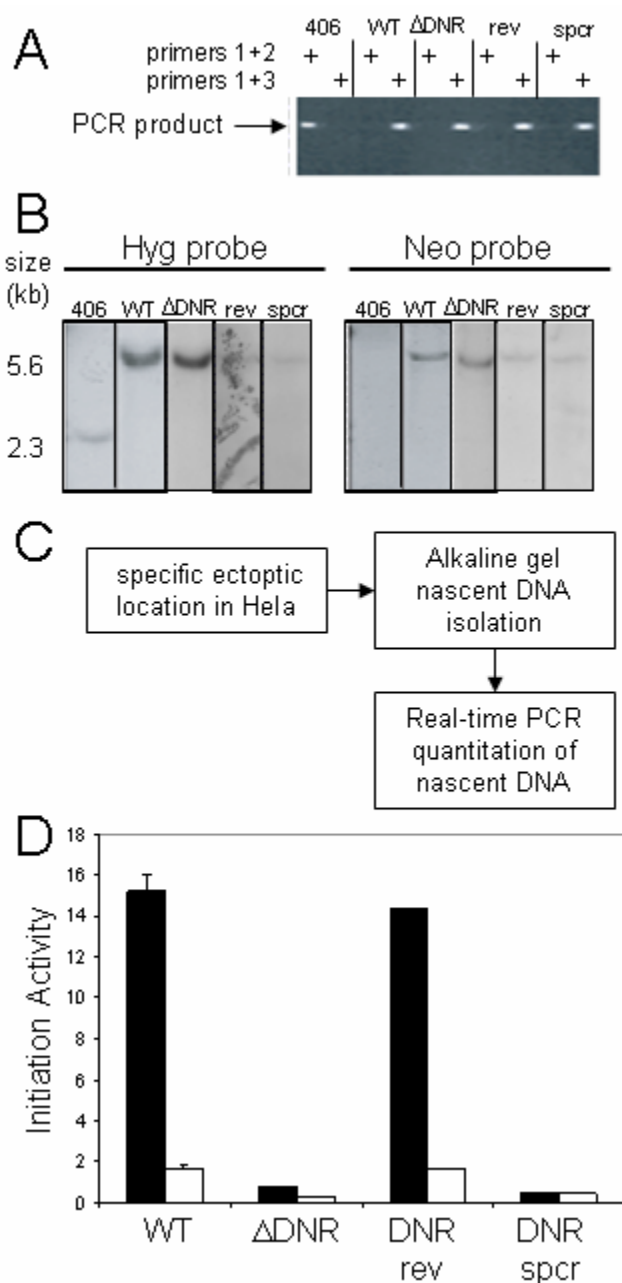 A
406 WT ΔDNR rev spcr
primers 1+2 + + + + +
primers 1+3 + + + + +
PCR product
B
Hyg probe Neo probe
size
(kb)
406 WT ΔDNR rev spcr 406 WT ΔDNR rev spcr
5.6
2.3
C
specific ectoptic
location in Hela
Alkaline gel
nascent DNA
isolation
Real-time PCR
quantitation of
nascent DNA
D
Initiation Activity
18
16
14
12
10
8
6
4
2
0
WT ΔDNR DNR DNR
rev spcr